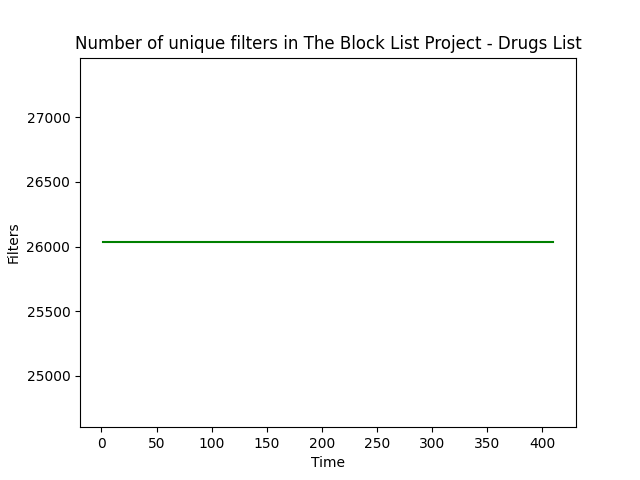 Number of unique filters in The Block List Project - Drugs List
27000
26500
26000
25500
25000
Filters
0 50 100 150 200 250 300 350 400
Time